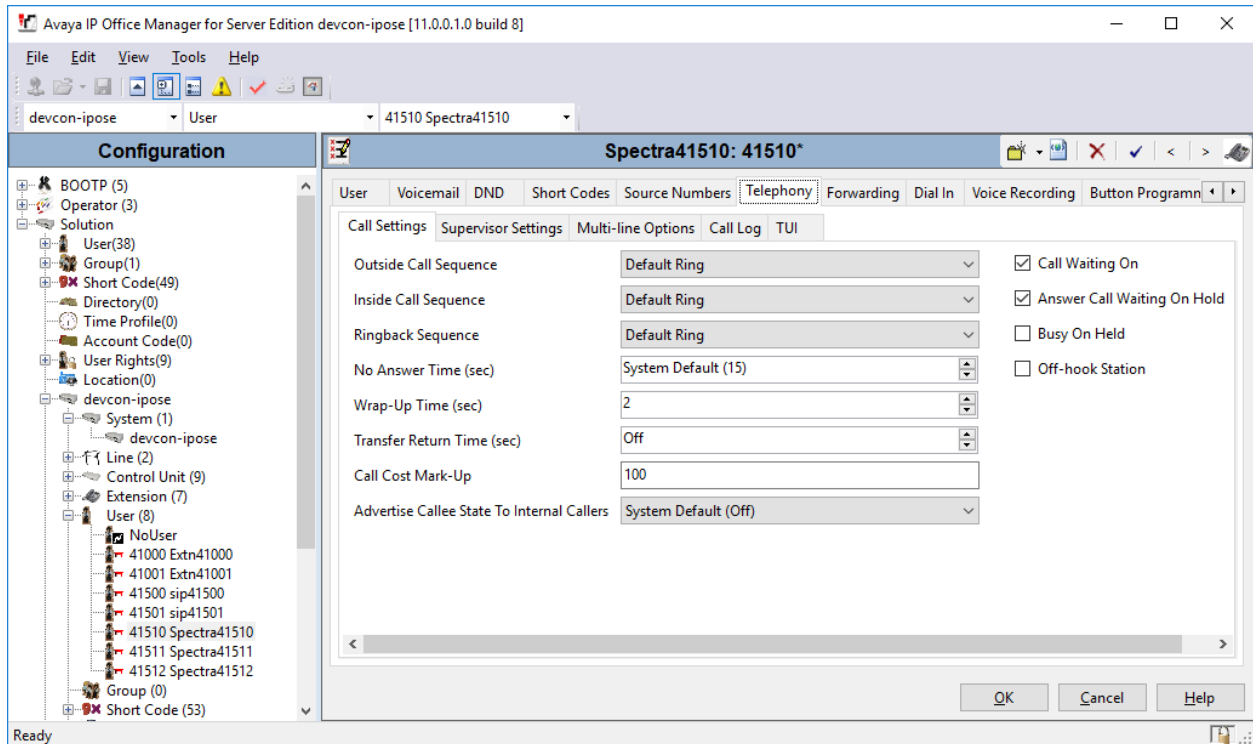 Avaya IP Office Manager for Server Edition devcon-ipose [11.0.0.1.0 build 8]
File Edit View Tools Help
devcon-ipose User 41510 Spectra41510
Configuration
BOOTP (5)
Operator (3)
Solution
User(38)
Group(1)
Short Code(49)
Directory(0)
Time Profile(0)
Account Code(0)
User Rights(9)
Location(0)
devcon-ipose
System (1)
devcon-ipose
Line (2)
Control Unit (9)
Extension (7)
User (8)
NoUser
41000 Extn41000
41001 Extn41001
41500 sip41500
41501 sip41501
41510 Spectra41510
41511 Spectra41511
41512 Spectra41512
Group (0)
Short Code (53)
Spectra41510: 41510*
User Voicemail DND Short Codes Source Numbers Telephony Forwarding Dial In Voice Recording Button Programn
Call Settings Supervisor Settings Multi-line Options Call Log TUI
Outside Call Sequence Default Ring Call Waiting On
Inside Call Sequence Default Ring Answer Call Waiting On Hold
Ringback Sequence Default Ring Busy On Held
No Answer Time (sec) System Default (15) Off-hook Station
Wrap-Up Time (sec) 2
Transfer Return Time (sec) Off
Call Cost Mark-Up 100
Advertise Callee State To Internal Callers System Default (Off)
OK Cancel Help
Ready